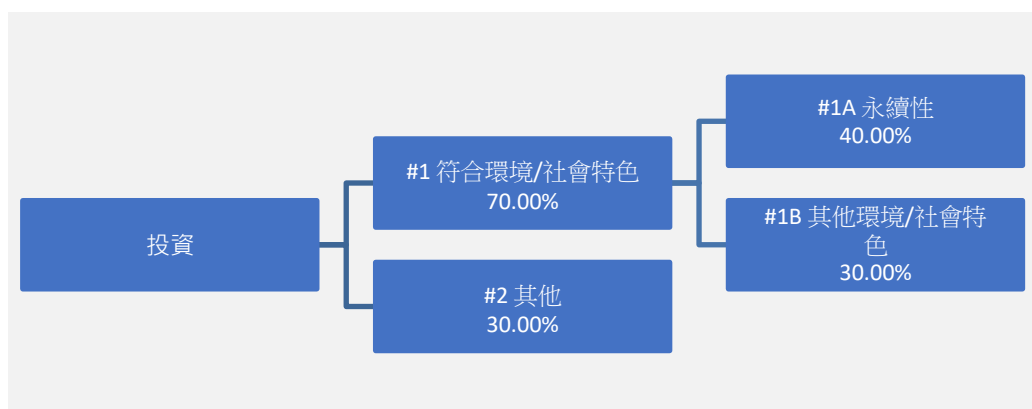 投資
#1 符合環境/社會特色
70.00%
#2 其他
30.00%
#1A 永續性
40.00%
#1B 其他環境/社會特
色
30.00%